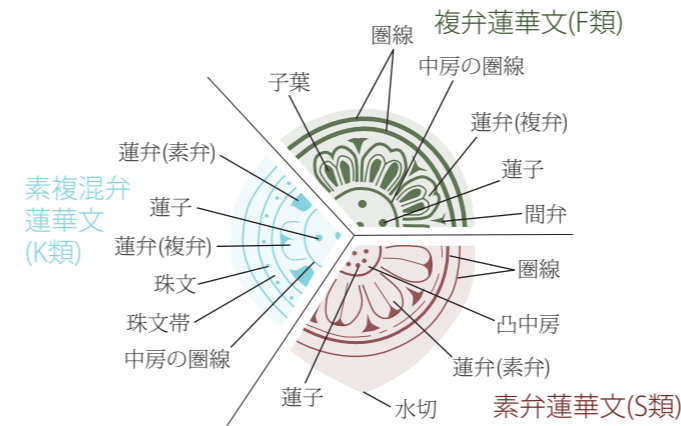 複弁蓮華文(F類)
圏線
中房の圏線
子葉
蓮弁(複弁)
蓮子
間弁
素複混弁
蓮華文
(K類)
蓮弁(素弁)
蓮子
蓮弁(複弁)
珠文
珠文帯
中房の圏線
圏線
凸中房
蓮弁(素弁)
蓮子
水切
素弁蓮華文(S類)